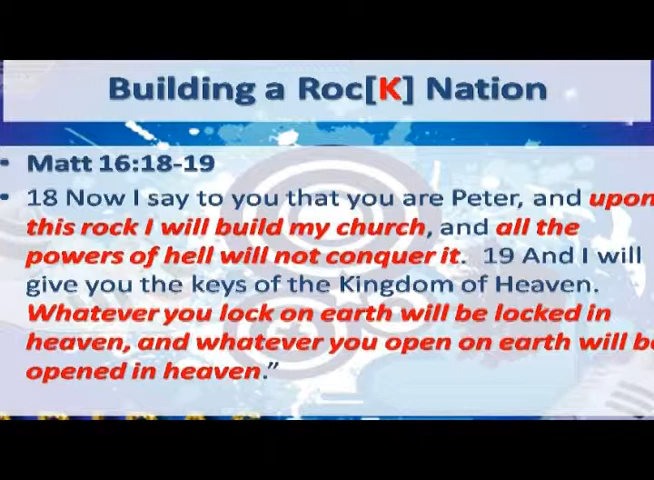 Building a Roc[K] Nation
• Matt 16:18-19
• 18 Now I say to you that you are Peter, and upon
this rock I will build my church, and all the
powers of hell will not conquer it. 19 And I will
give you the keys of the Kingdom of Heaven.
Whatever you lock on earth will be locked in
heaven, and whatever you open on earth will be
opened in heaven.”